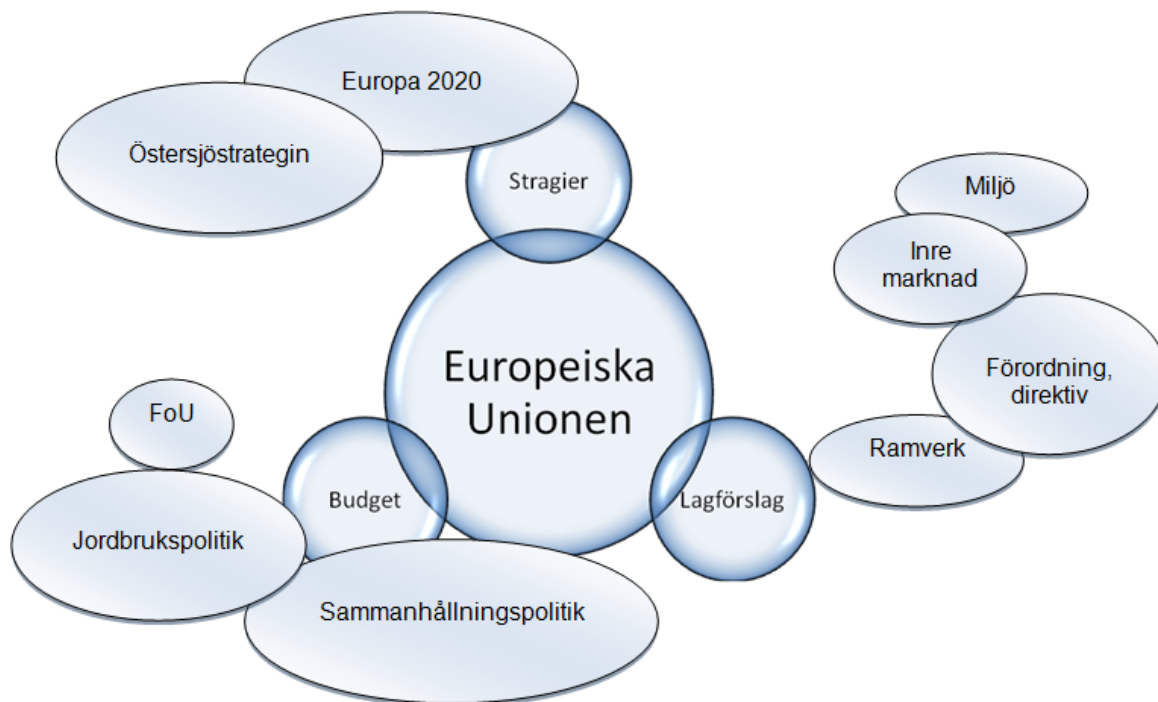 Europa 2020
Östersjöstrategin
Stragier
Miljö
Inre
marknad
Europeiska
Unionen
Förordning,
direktiv
FoU
Ramverk
Budget
Lagförslag
Jordbrukspolitik
Sammanhållningspolitik